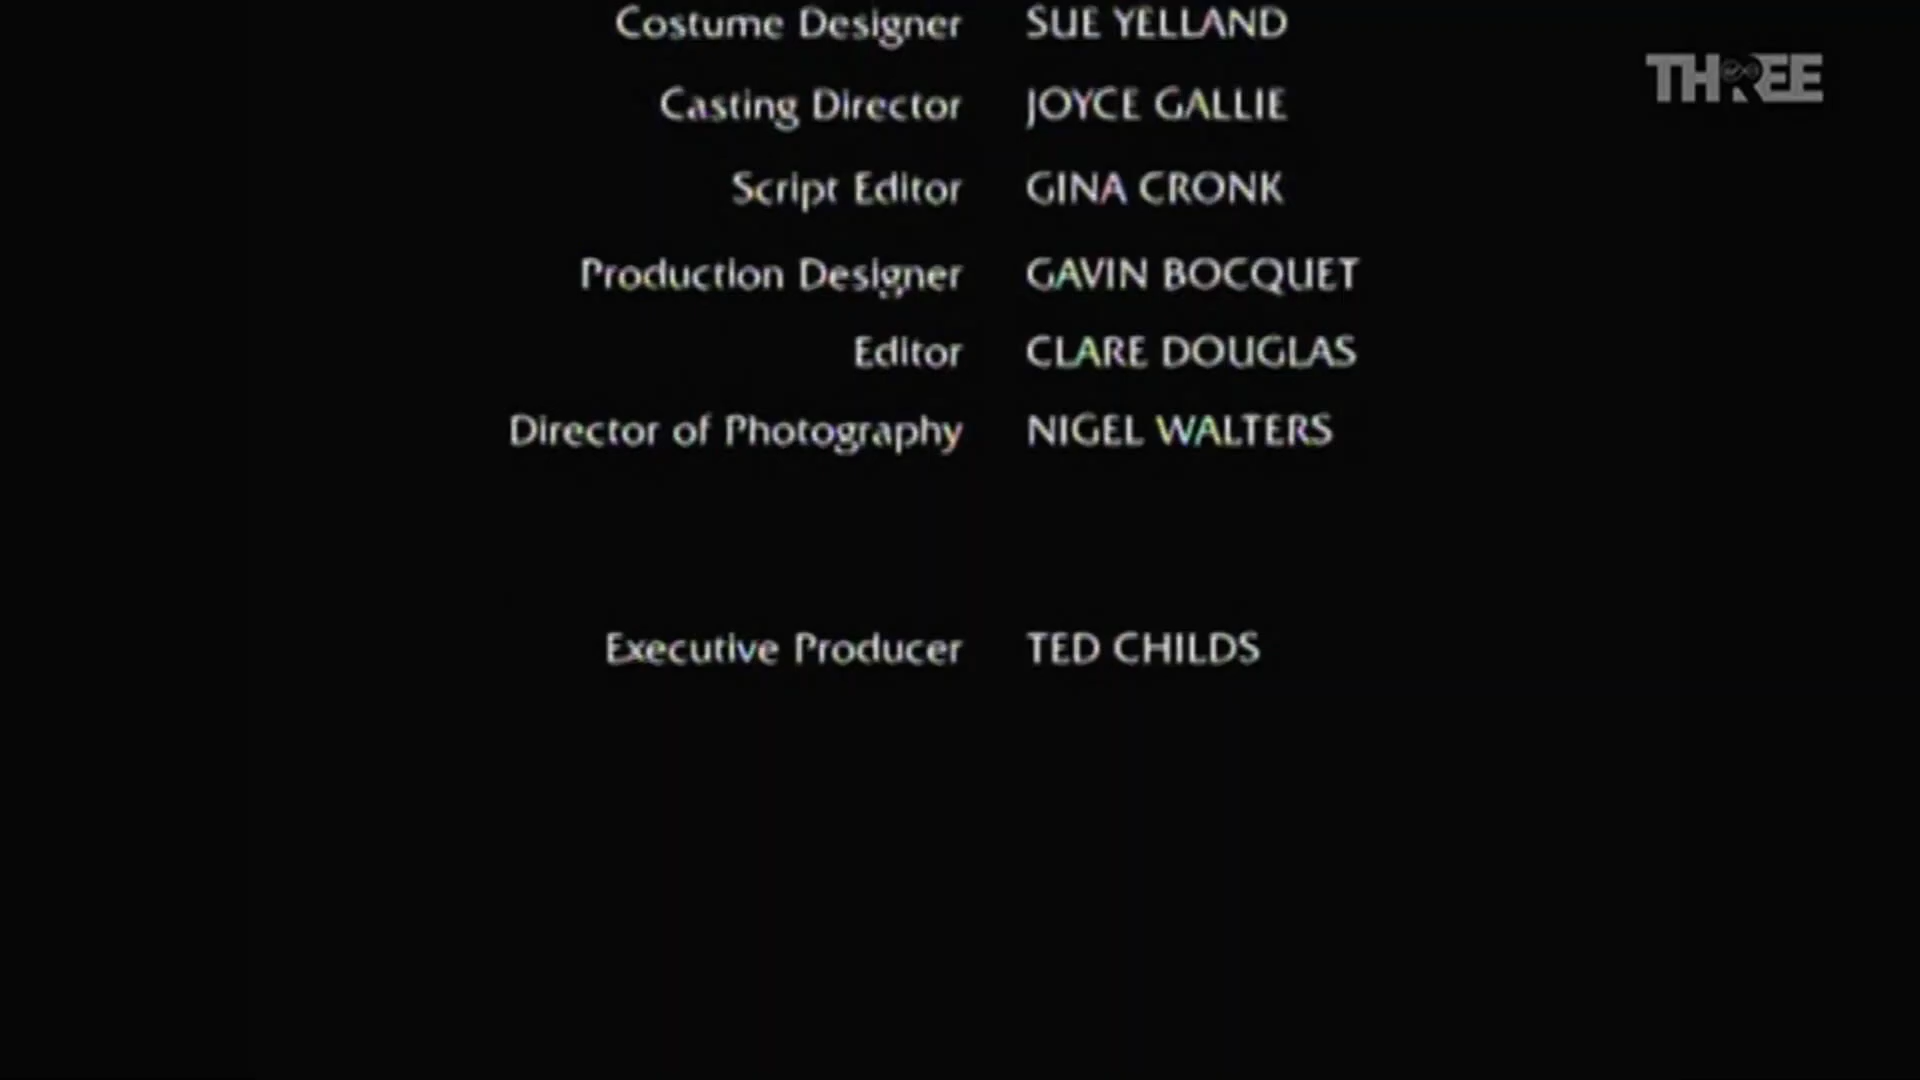 Costume Designer SUE YELLAND
THREE
Casting Director JOYCE GALLIE
Script Editor GINA CRONK
Production Designer GAVIN BOCQUET
Editor CLARE DOUGLAS
Director of Photography NIGEL WALTERS
Executive Producer TED CHILDS